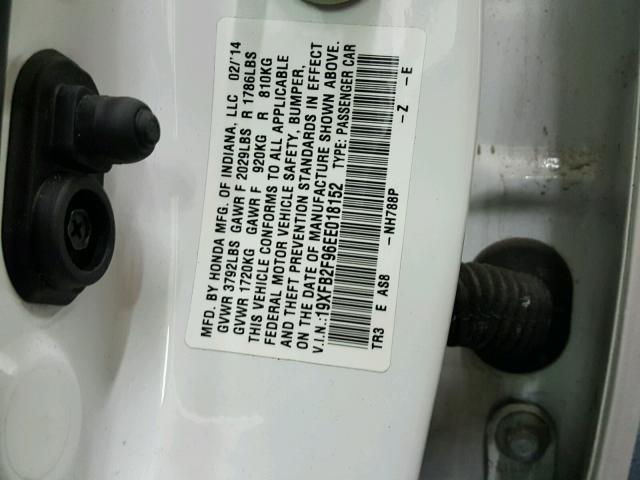 MFD. BY HONDA MFG. OF INDIANA, LLC 02/'14
GVWR 3792LBS GAWR F 2029LBS R 1786LBS
GVWR 1720KG GAWR F 920KG R 810KG
THIS VEHICLE CONFORMS TO ALL APPLICABLE
FEDERAL MOTOR VEHICLE SAFETY, BUMPER,
AND THEFT PREVENTION STANDARDS IN EFFECT
ON THE DATE OF MANUFACTURE SHOWN ABOVE.
V.I.N.:19XFB2F96EE018152 TYPE: PASSENGER CAR
TR3 E AS8 -NH788P -Z -E